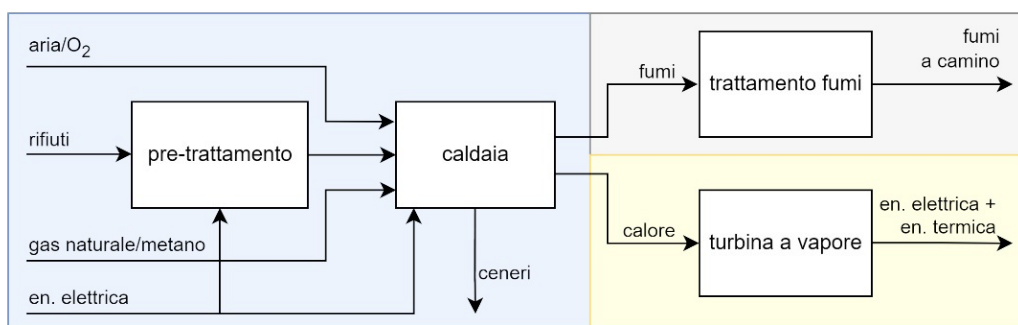 aria/O2
rifiuti
pre-trattamento
gas naturale/metano
en. elettrica
caldaia
ceneri
fumi
trattamento fumi
fumi
a camino
calore
turbina a vapore
en. elettrica +
en. termica